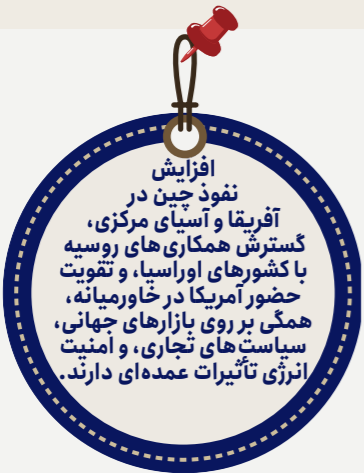 افزایش
نفوذ چین در
آفریقا و آسیای مرکزی،
گسترش همکاری‌های روسیه
با کشورهای اوراسیا، و تقویت
حضور آمریکا در خاورمیانه،
همگی بر روی بازارهای جهانی،
سیاست‌های تجاری، و امنیت
انرژی تأثیرات عمده‌ای دارند.